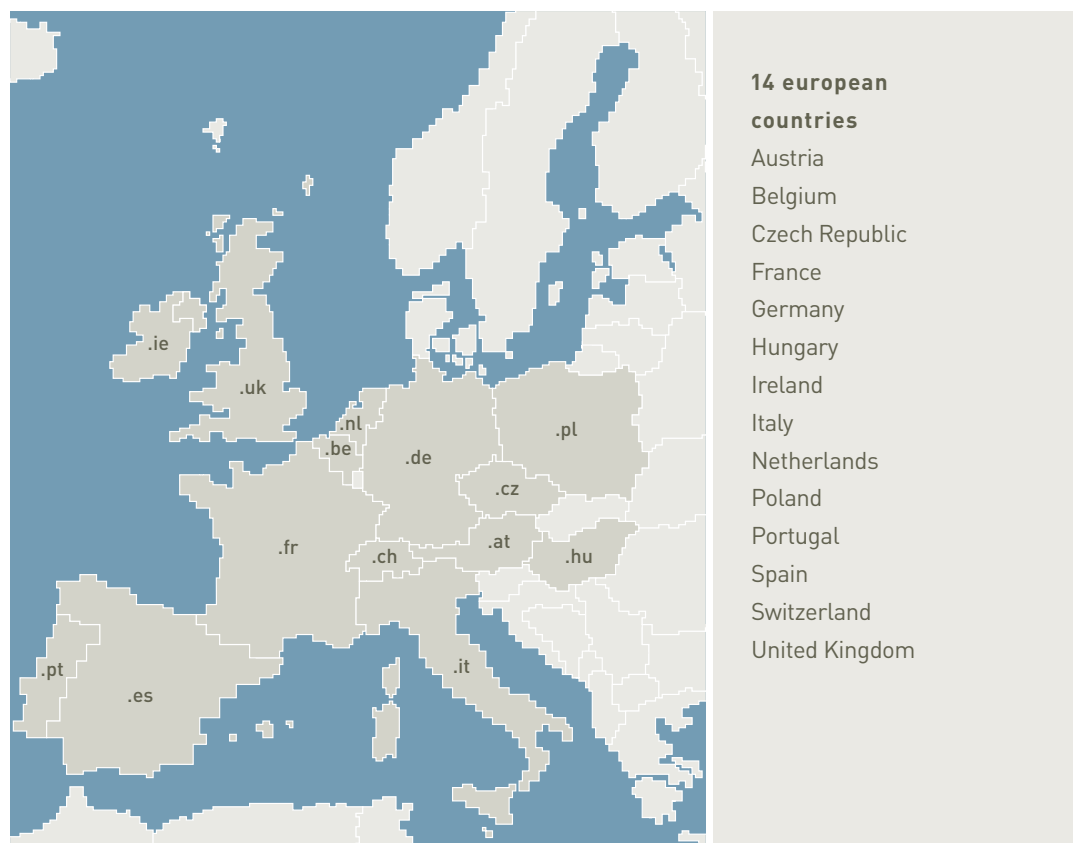 .ie
.uk
.nl
.be
.de
.pl
.cz
.fr
.ch
.at
.hu
.pt
.es
.it
14 european
countries
Austria
Belgium
Czech Republic
France
Germany
Hungary
Ireland
Italy
Netherlands
Poland
Portugal
Spain
Switzerland
United Kingdom